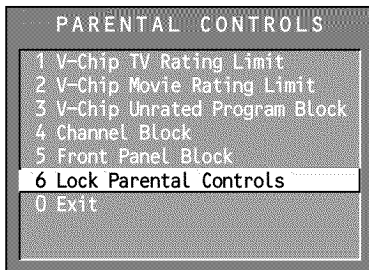 PARENTAL CONTROLS
1 V-Chip TV Rating Limit
2 V-Chip Movie Rating Limit
3 V-Chip Unrated Program Block
4 Channel Block
5 Front Panel Block
6 Lock Parental Controls
0 Exit